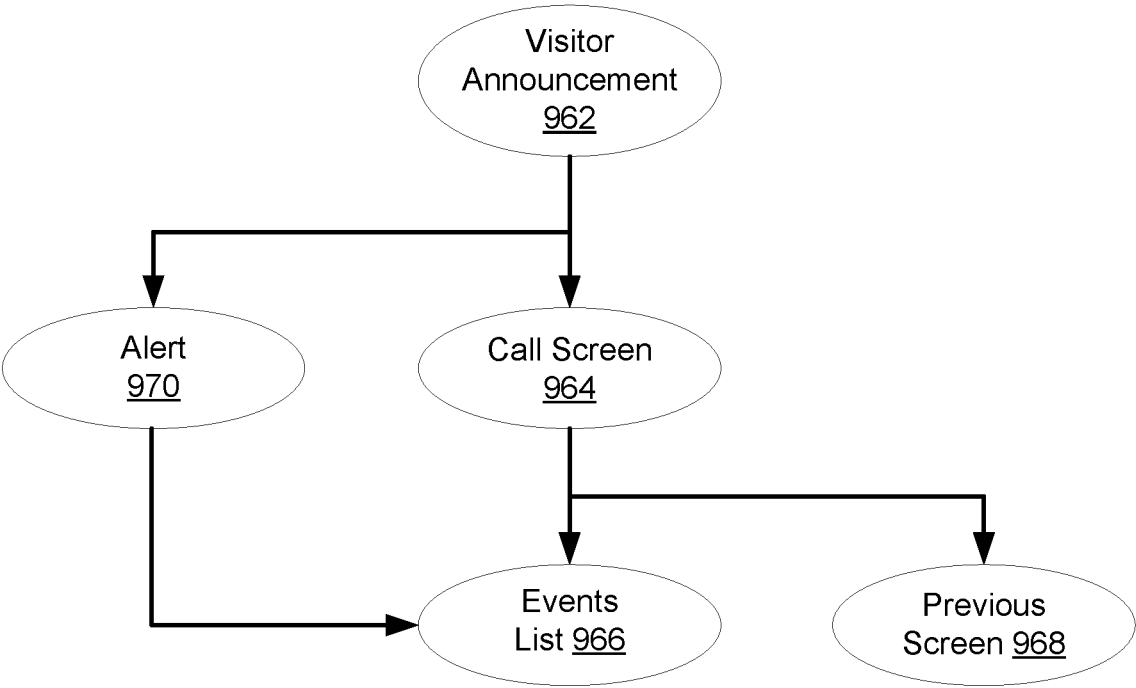 Visitor
Announcement
962
Alert
970
Call Screen
964
Events
List 966
Previous
Screen 968